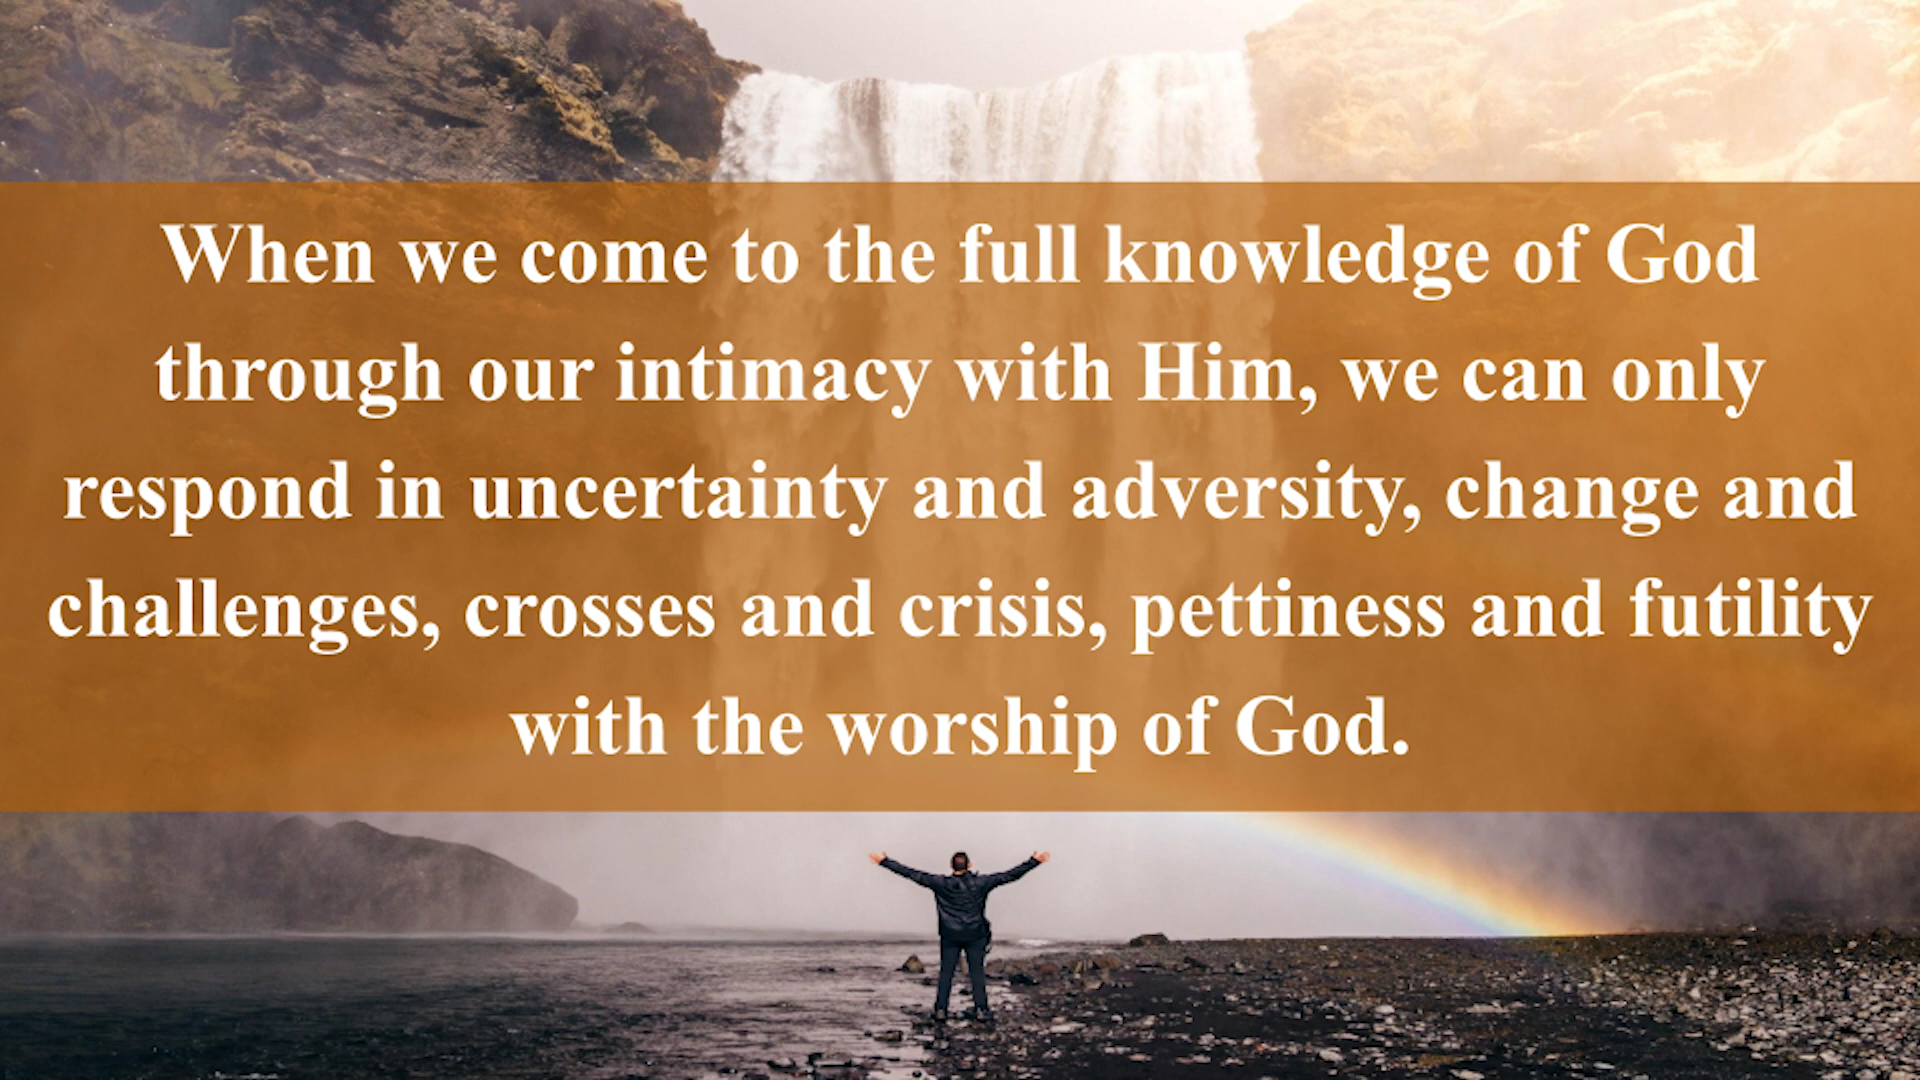 When we come to the full knowledge of God
through our intimacy with Him, we can only
respond in uncertainty and adversity, change and
challenges, crosses and crisis, pettiness and futility
with the worship of God.